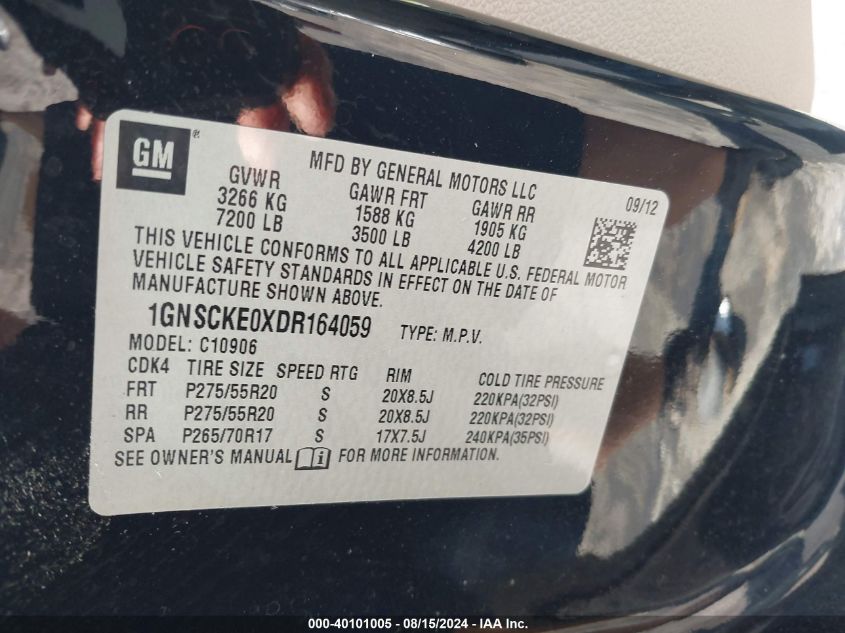 GM ®
MFD BY GENERAL MOTORS LLC
09/12
GVWR GAWR FRT GAWR RR
3266 KG 1588 KG 1905 KG
7200 LB 3500 LB 4200 LB
THIS VEHICLE CONFORMS TO ALL APPLICABLE U.S. FEDERAL MOTOR
VEHICLE SAFETY STANDARDS IN EFFECT ON THE DATE OF
MANUFACTURE SHOWN ABOVE.
1GNSCKE0XDR164059 TYPE: M.P.V.
MODEL: C10906
CDK4 TIRE SIZE SPEED RTG RIM COLD TIRE PRESSURE
FRT P275/55R20 S 20X8.5J 220KPA(32PSI)
RR P275/55R20 S 20X8.5J 220KPA(32PSI)
SPA P265/70R17 S 17X7.5J 240KPA(35PSI)
SEE OWNER'S MANUAL i FOR MORE INFORMATION.
000-40101005 - 08/15/2024 - IAA Inc.